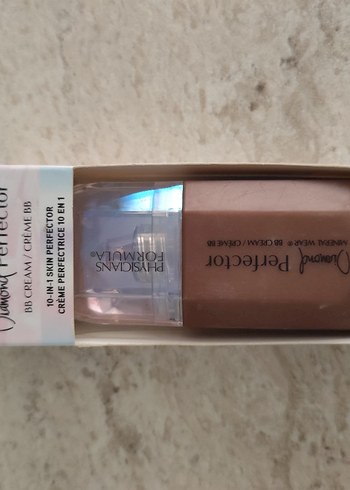 Diamond Perfector
BB CREAM / CRÈME BB
10-IN-1 SKIN PERFECTOR
CRÈME PERFECTRICE 10 EN 1
PHYSICIANS
FORMULA®
MINERAL WEAR®
Diamond Perfector
BB CREAM / CRÈME BB